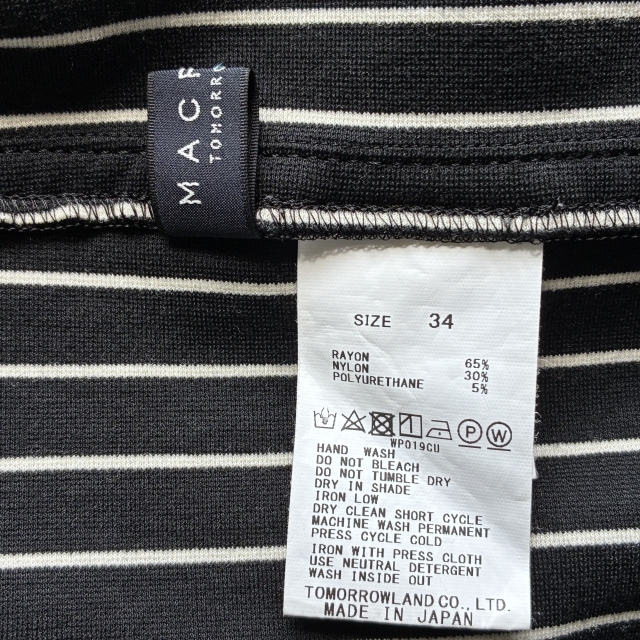 MAC
TOMORR
SIZE 34
RAYON 65%
NYLON 30%
POLYURETHANE 5%
P W
WP019CU
HAND WASH
DO NOT BLEACH
DO NOT TUMBLE DRY
DRY IN SHADE
IRON LOW
DRY CLEAN SHORT CYCLE
MACHINE WASH PERMANENT
PRESS CYCLE COLD
IRON WITH PRESS CLOTH
USE NEUTRAL DETERGENT
WASH INSIDE OUT
TOMORROWLAND CO., LTD.
MADE IN JAPAN